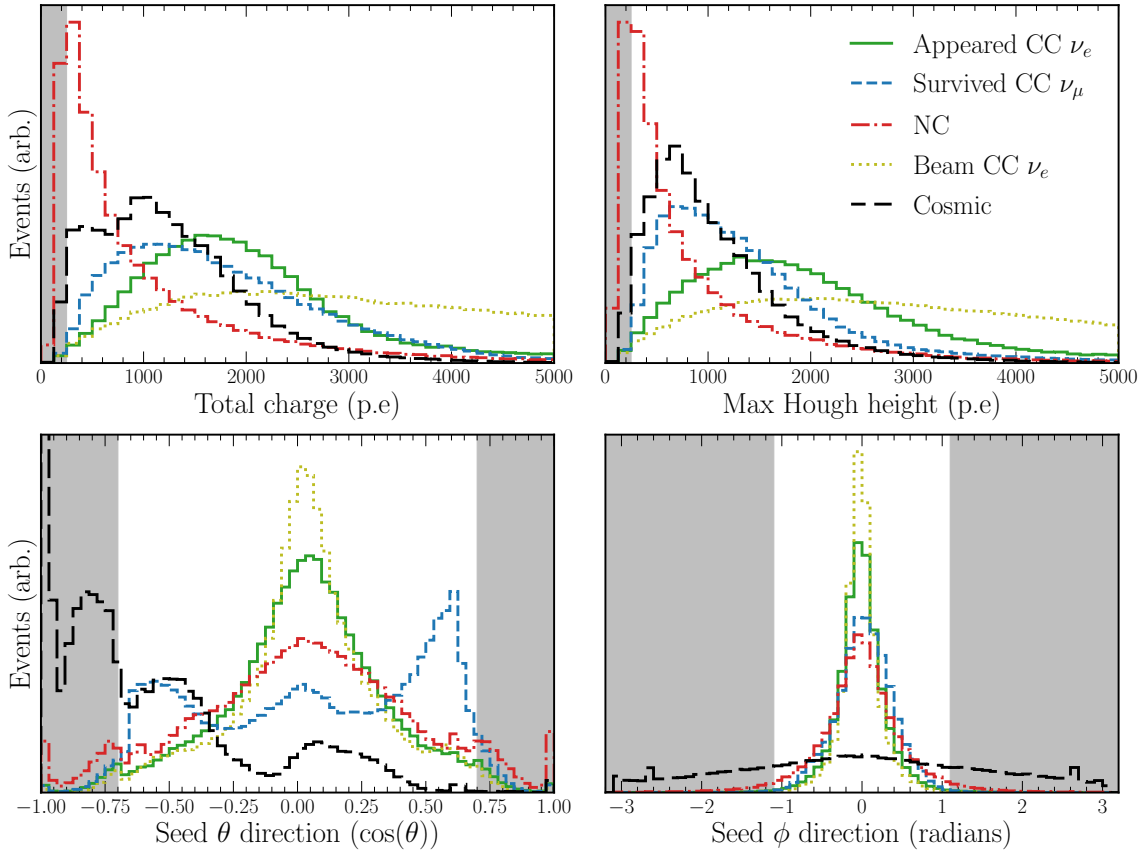 Events (arb.)
0 1000 2000 3000 4000 5000
Total charge (p.e)
Appeared CC νe
Survived CC νμ
NC
Beam CC νe
Cosmic
0 1000 2000 3000 4000 5000
Max Hough height (p.e)
Events (arb.)
−1.00 −0.75 −0.50 −0.25 0.00 0.25 0.50 0.75 1.00
Seed θ direction (cos(θ))
−3 −2 −1 0 1 2 3
Seed ϕ direction (radians)